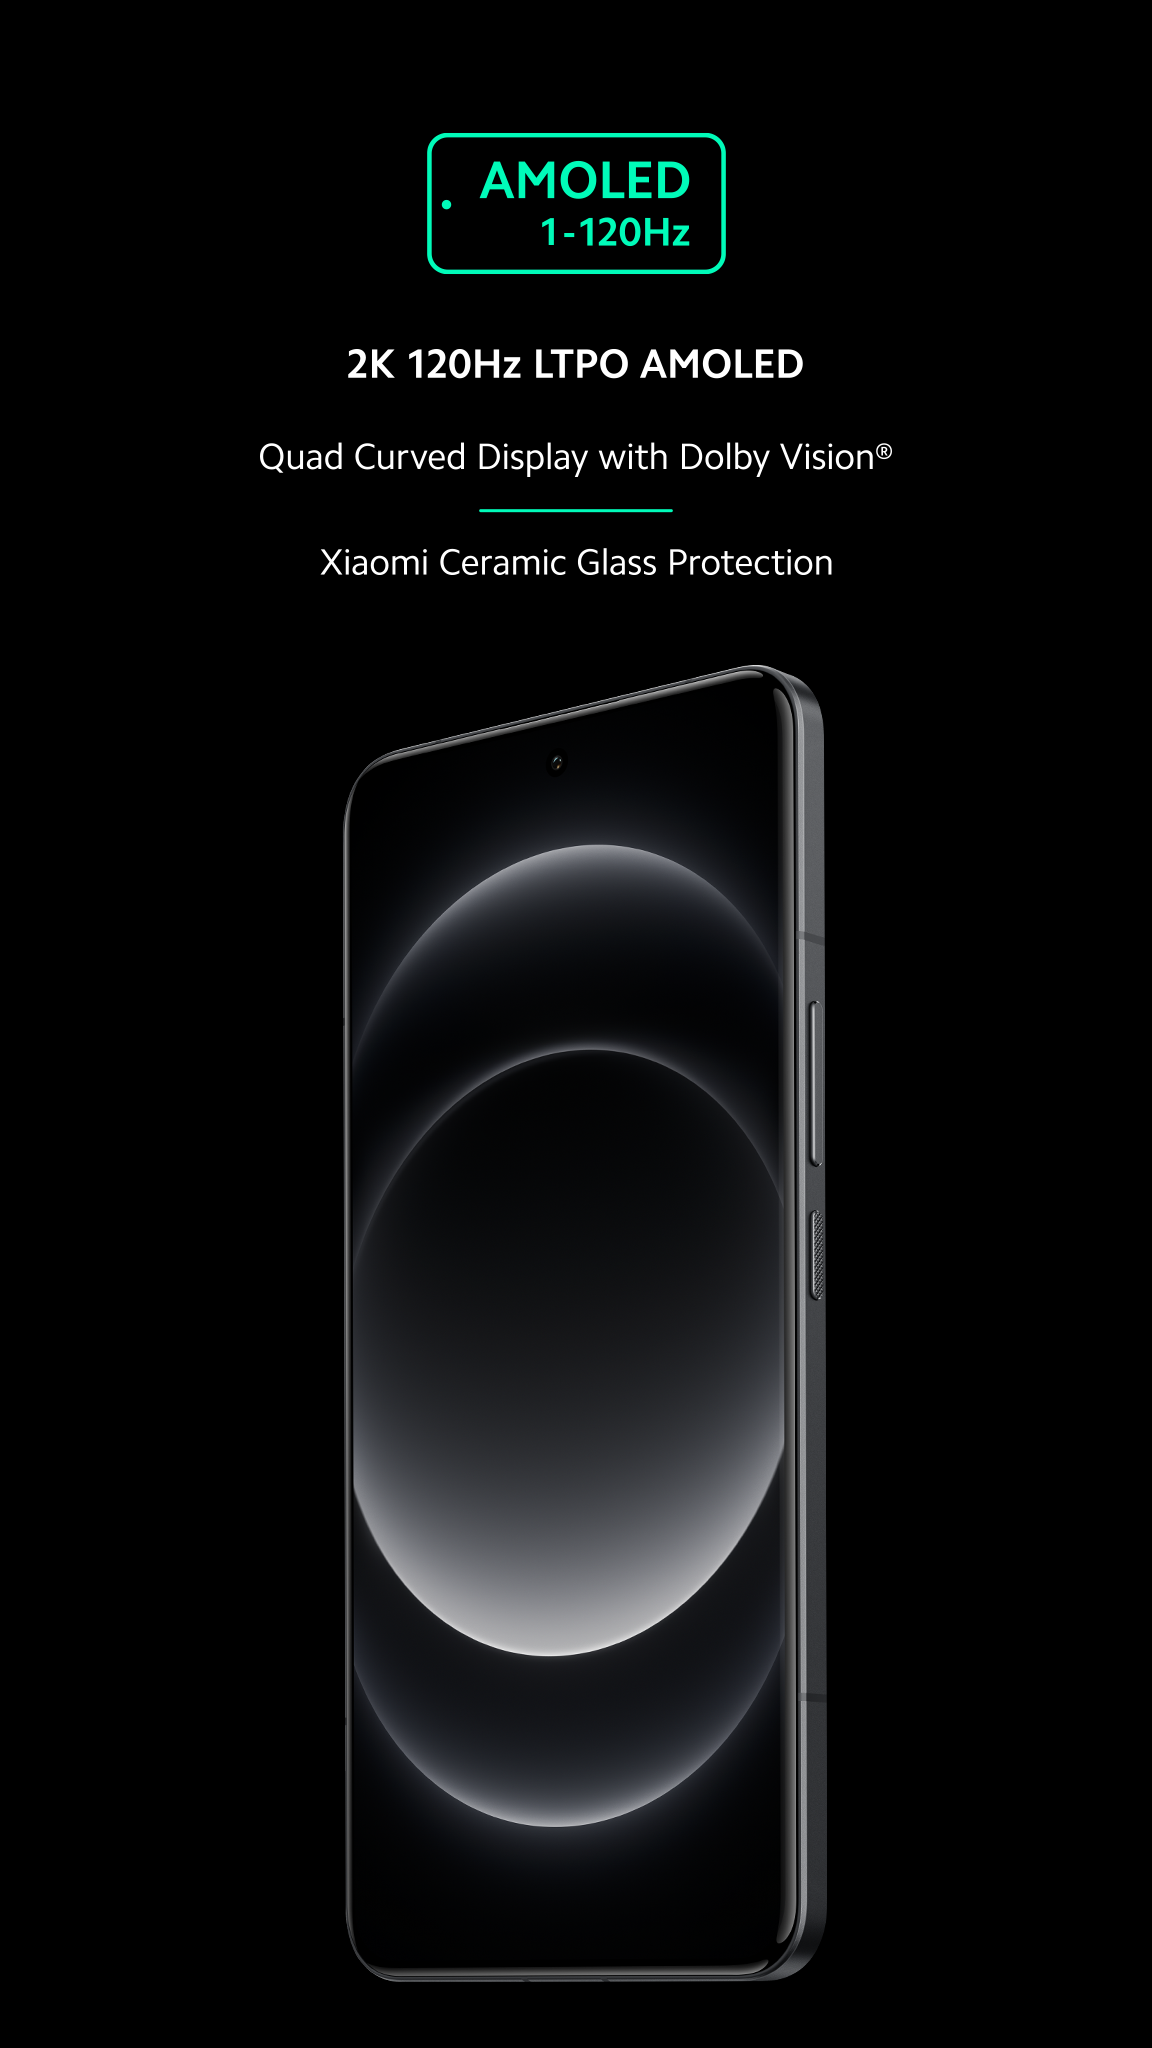 AMOLED
1-120Hz
2K 120Hz LTPO AMOLED
Quad Curved Display with Dolby Vision®
Xiaomi Ceramic Glass Protection